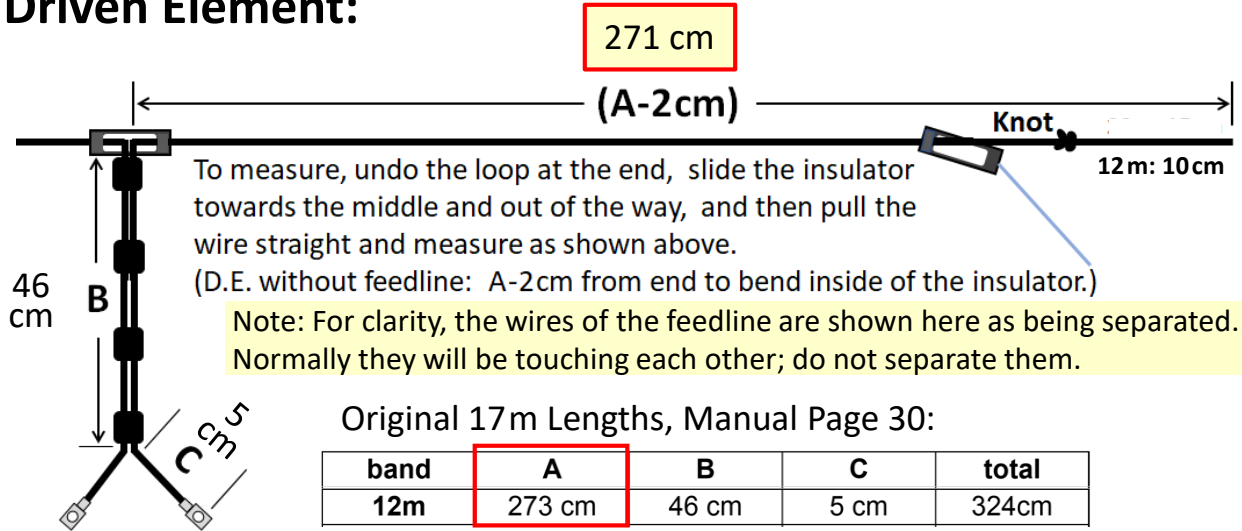 Driven Element:
271 cm
(A-2cm)
Knot
12m: 10cm
To measure, undo the loop at the end, slide the insulator
towards the middle and out of the way, and then pull the
wire straight and measure as shown above.
(D.E. without feedline: A-2cm from end to bend inside of the insulator.)
46
cm
B
Note: For clarity, the wires of the feedline are shown here as being separated.
Normally they will be touching each other; do not separate them.
5
cm
C
Original 17m Lengths, Manual Page 30:
band A B C total
12m 273 cm 46 cm 5 cm 324cm